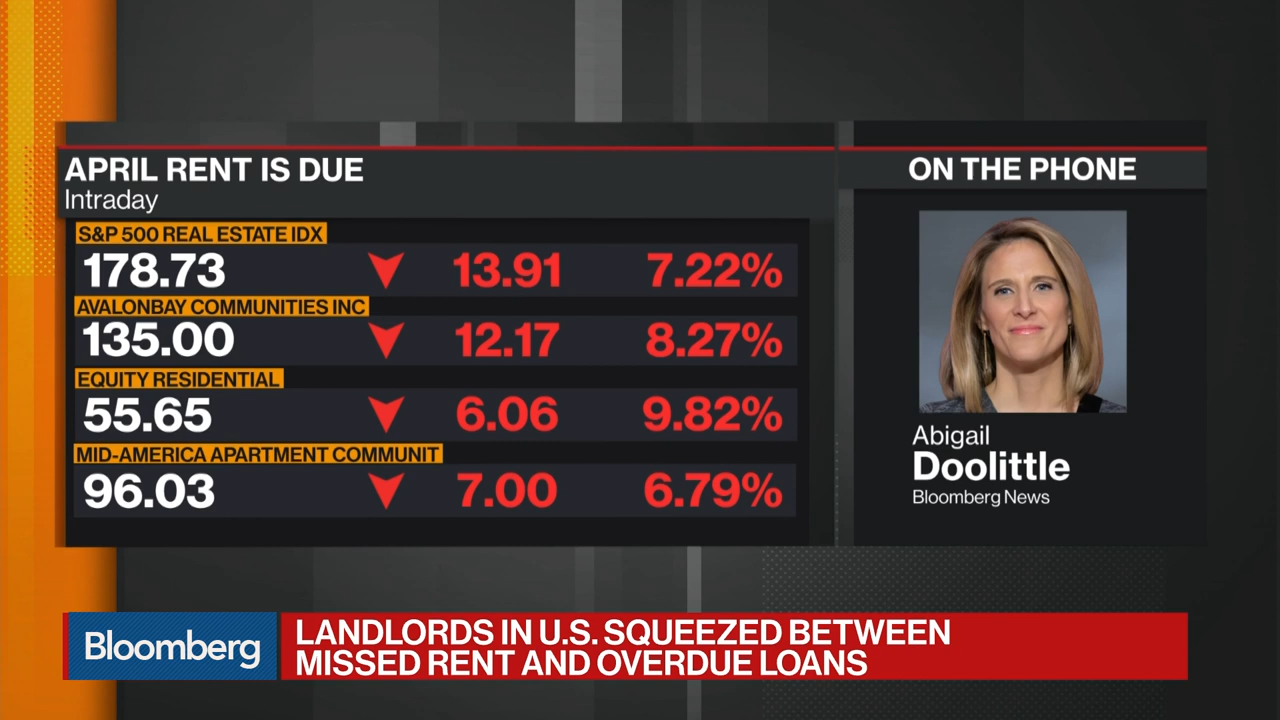 APRIL RENT IS DUE
Intraday
S&P 500 REAL ESTATE IDX
178.73 13.91 7.22%
AVALONBAY COMMUNITIES INC
135.00 12.17 8.27%
EQUITY RESIDENTIAL
55.65 6.06 9.82%
MID-AMERICA APARTMENT COMMUNIT
96.03 7.00 6.79%
ON THE PHONE
Abigail
Doolittle
Bloomberg News
Bloomberg
LANDLORDS IN U.S. SQUEEZED BETWEEN
MISSED RENT AND OVERDUE LOANS